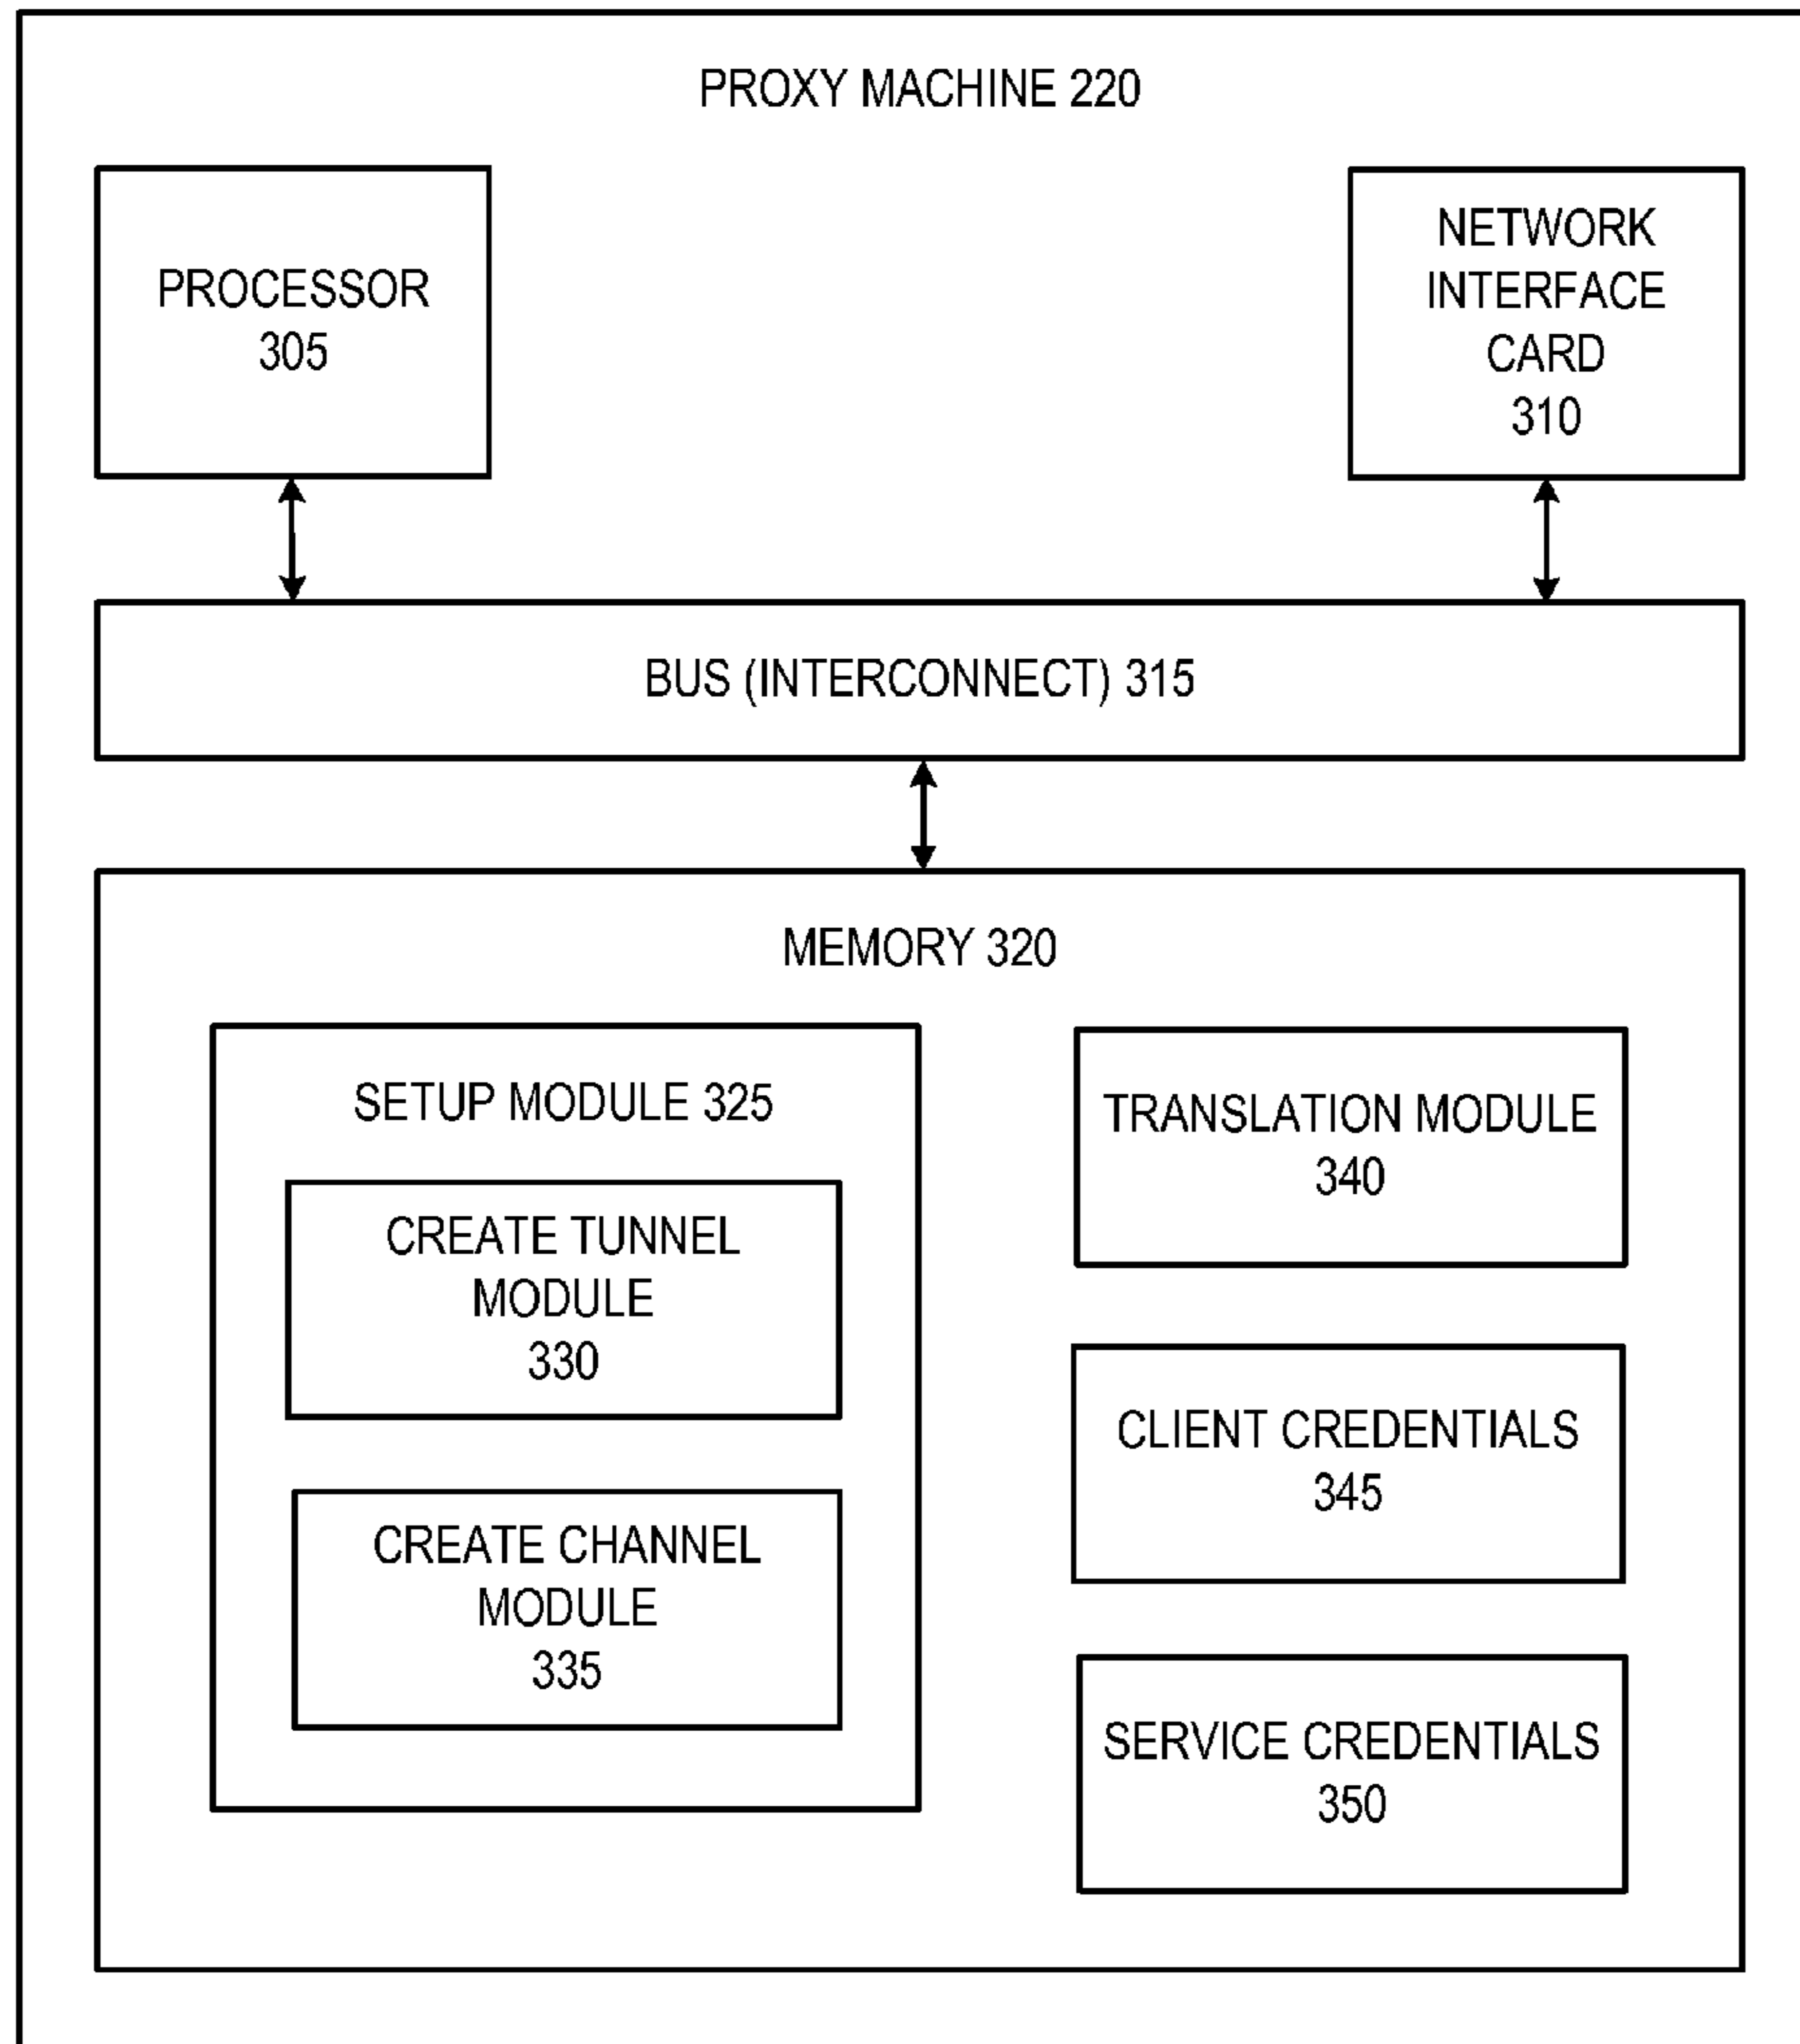 PROXY MACHINE 220
PROCESSOR
305
NETWORK
INTERFACE
CARD
310
BUS (INTERCONNECT) 315
MEMORY 320
SETUP MODULE 325
CREATE TUNNEL
MODULE
330
CREATE CHANNEL
MODULE
335
TRANSLATION MODULE
340
CLIENT CREDENTIALS
345
SERVICE CREDENTIALS
350